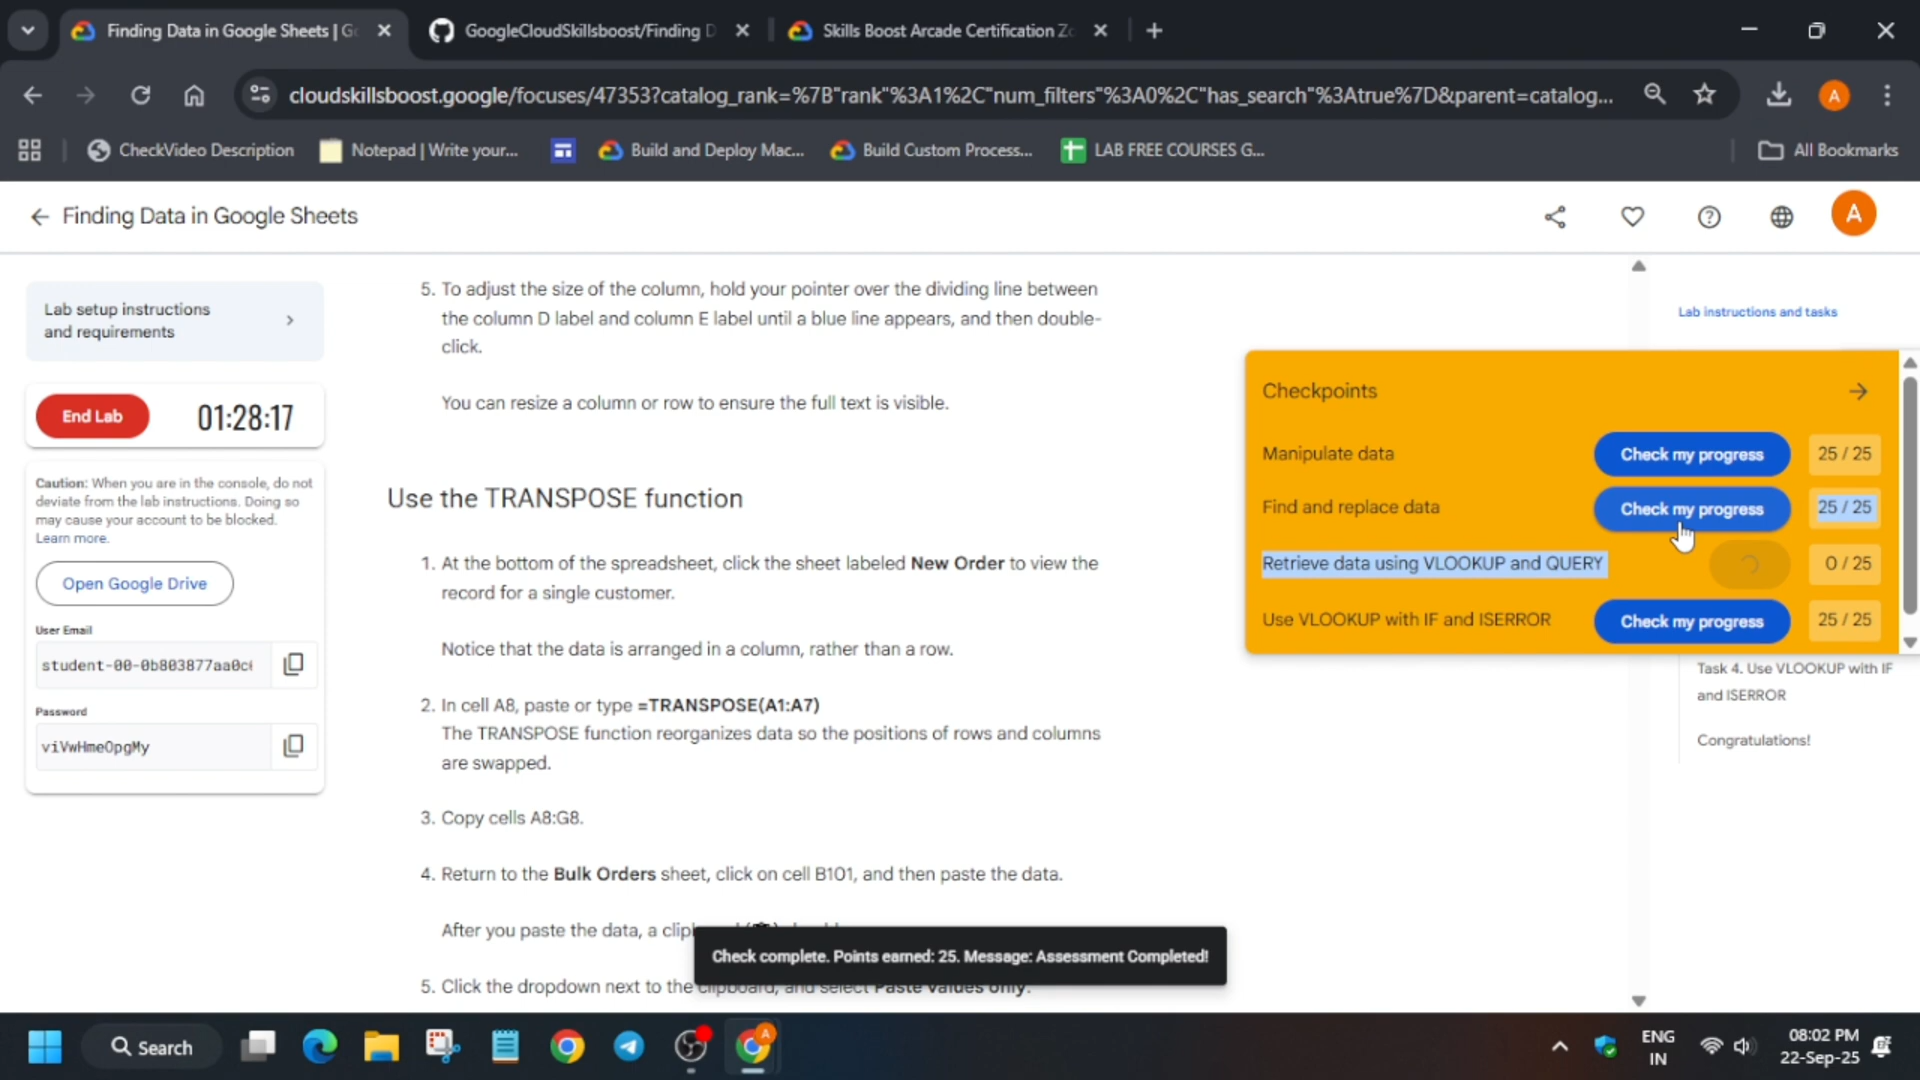 Finding Data in Google Sheets | G
GoogleCloudSkillsboost/Finding D
Skills Boost Arcade Certification Zo
cloudskillsboost.google/focuses/47353?catalog_rank=%7B"rank"%3A1%2C"num_filters"%3A0%2C"has_search"%3Atrue%7D&parent=catalog...
A
CheckVideo Description
Notepad | Write your...
Build and Deploy Mac...
Build Custom Process...
LAB FREE COURSES G...
All Bookmarks
Finding Data in Google Sheets
A
Lab setup instructions
and requirements
End Lab
01:28:17
Caution: When you are in the console, do not
deviate from the lab instructions. Doing so
may cause your account to be blocked.
Learn more.
Open Google Drive
User Email
student-00-0b803877aa0c
Password
viVwHmeOpgMy
5. To adjust the size of the column, hold your pointer over the dividing line between
the column D label and column E label until a blue line appears, and then double-
click.
You can resize a column or row to ensure the full text is visible.
Use the TRANSPOSE function
1. At the bottom of the spreadsheet, click the sheet labeled New Order to view the
record for a single customer.
Notice that the data is arranged in a column, rather than a row.
2. In cell A8, paste or type =TRANSPOSE(A1:A7)
The TRANSPOSE function reorganizes data so the positions of rows and columns
are swapped.
3. Copy cells A8:G8.
4. Return to the Bulk Orders sheet, click on cell B101, and then paste the data.
After you paste the data, a clip
5. Click the dropdown next to the clipboard, and select Paste values only.
Check complete. Points earned: 25. Message: Assessment Completed!
Lab instructions and tasks
Checkpoints
Manipulate data
Check my progress
25 / 25
Find and replace data
Check my progress
25 / 25
Retrieve data using VLOOKUP and QUERY
0 / 25
Use VLOOKUP with IF and ISERROR
Check my progress
25 / 25
Task 4. Use VLOOKUP with IF
and ISERROR
Congratulations!
Search
A
ENG
IN
08:02 PM
22-Sep-25